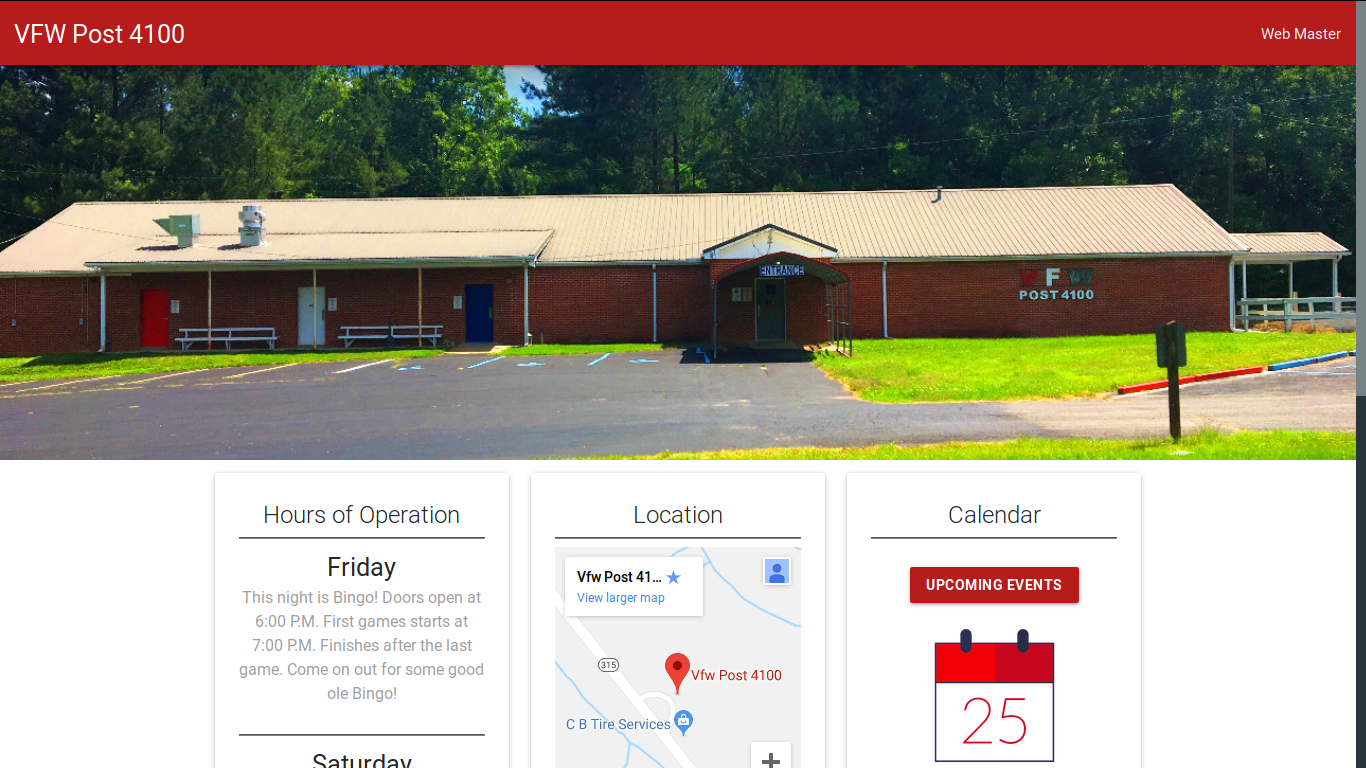 VFW Post 4100
Web Master
ENTRANCE
VFW
POST 4100
Hours of Operation
Friday
This night is Bingo! Doors open at
6:00 P.M. First games starts at
7:00 P.M. Finishes after the last
game. Come on out for some good
ole Bingo!
Saturday
Location
Vfw Post 41...
View larger map
315
Vfw Post 4100
C B Tire Services
Calendar
UPCOMING EVENTS
25